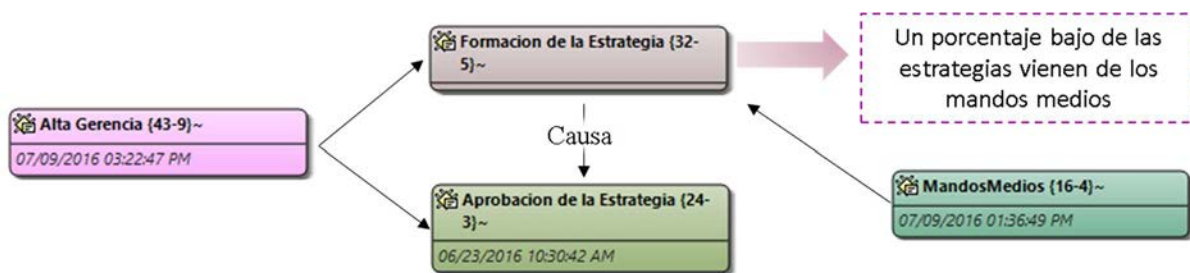 Formacion de la Estrategia {32-
5}~
Un porcentaje bajo de las
estrategias vienen de los
mandos medios
Alta Gerencia {43-9}~
07/09/2016 03:22:47 PM
Causa
Aprobacion de la Estrategia {24-
3}~
06/23/2016 10:30:42 AM
MandosMedios {16-4}~
07/09/2016 01:36:49 PM